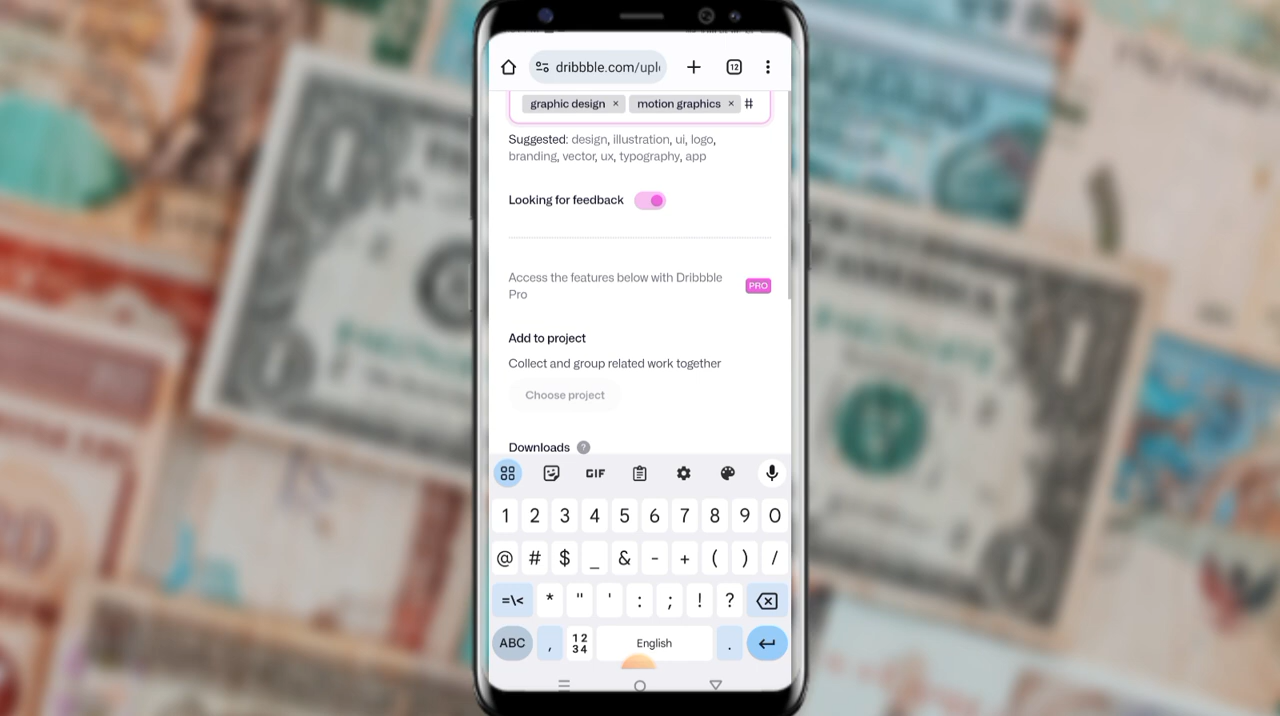 dribbble.com/upl
12
graphic design × motion graphics × #
Suggested: design, illustration, ui, logo,
branding, vector, ux, typography, app
Looking for feedback
Access the features below with Dribbble
Pro
PRO
Add to project
Collect and group related work together
Choose project
Downloads ?
GIF
1 2 3 4 5 6 7 8 9 0
@ # $ _ & - + ( ) /
=\< * " ' : ; ! ?
ABC , 12 34 English .